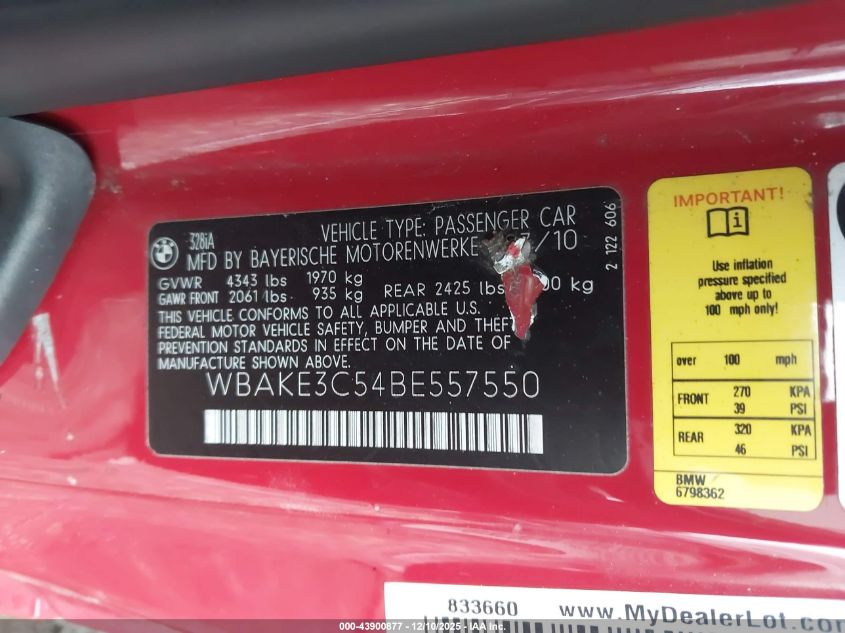 328iA VEHICLE TYPE: PASSENGER CAR
MFD BY BAYERISCHE MOTORENWERKE 7/10
GVWR 4343 lbs 1970 kg
GAWR FRONT 2061 lbs 935 kg REAR 2425 lbs kg
THIS VEHICLE CONFORMS TO ALL APPLICABLE U.S.
FEDERAL MOTOR VEHICLE SAFETY, BUMPER AND THEFT
PREVENTION STANDARDS IN EFFECT ON THE DATE OF
MANUFACTURE SHOWN ABOVE.
WBAKE3C54BE557550
2 122 606
IMPORTANT!
i
Use inflation
pressure specified
above up to
100 mph only!
over 100 mph
FRONT 270 KPA
39 PSI
REAR 320 KPA
46 PSI
BMW
6798362
833660 www.MyDealerLot.com
000-43900877 - 12/10/2025 - IAA Inc.